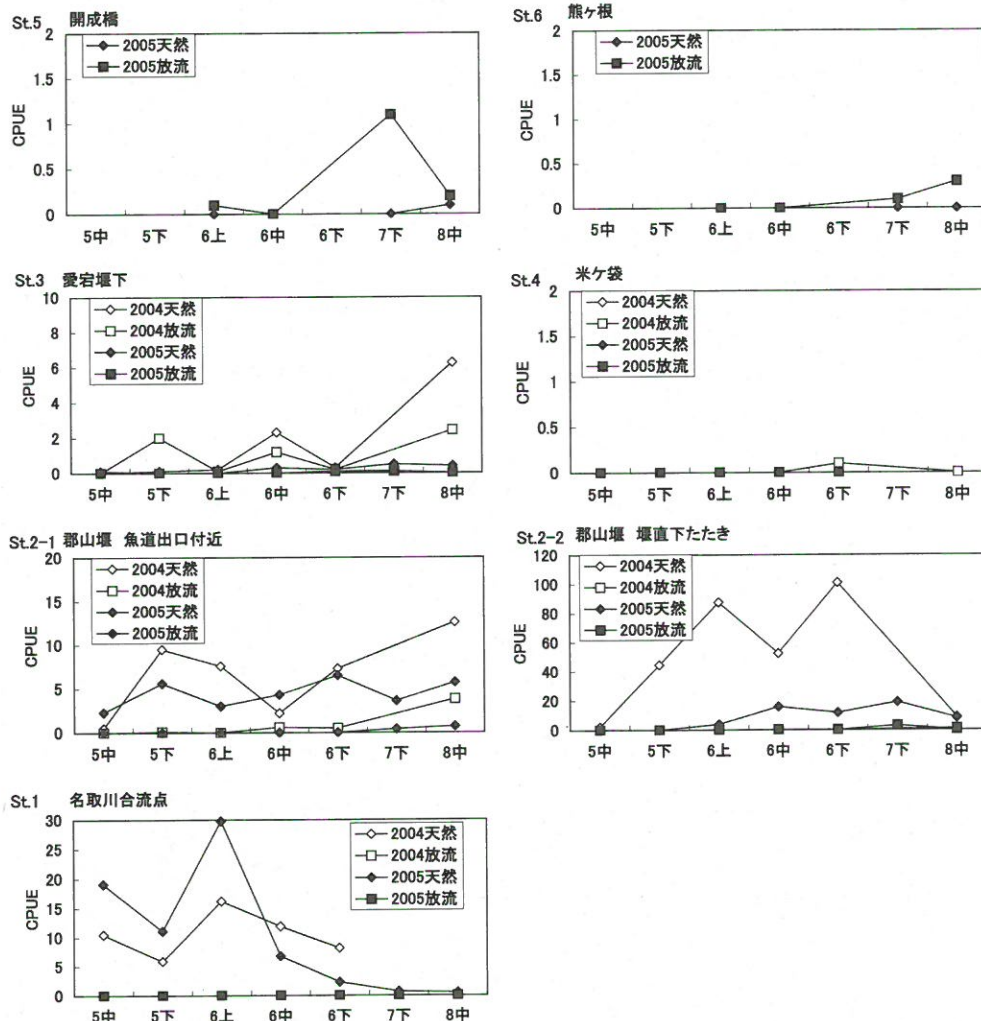 St.5 開成橋
2
1.5
1
0.5
0
CPUE
2005天然
2005放流
5中 5下 6上 6中 6下 7下 8中
St.6 熊ヶ根
2
1.5
1
0.5
0
CPUE
2005天然
2005放流
5中 5下 6上 6中 6下 7下 8中
St.3 愛宕堰下
10
8
6
4
2
0
CPUE
2004天然
2004放流
2005天然
2005放流
5中 5下 6上 6中 6下 7下 8中
St.4 米ケ袋
2
1.5
1
0.5
0
CPUE
2004天然
2004放流
2005天然
2005放流
5中 5下 6上 6中 6下 7下 8中
St.2-1 郡山堰 魚道出口付近
20
15
10
5
0
CPUE
2004天然
2004放流
2005天然
2005放流
5中 5下 6上 6中 6下 7下 8中
St.2-2 郡山堰 堰直下たたき
120
100
80
60
40
20
0
CPUE
2004天然
2004放流
2005天然
2005放流
5中 5下 6上 6中 6下 7下 8中
St.1 名取川合流点
30
25
20
15
10
5
0
CPUE
2004天然
2004放流
2005天然
2005放流
5中 5下 6上 6中 6下 7下 8中